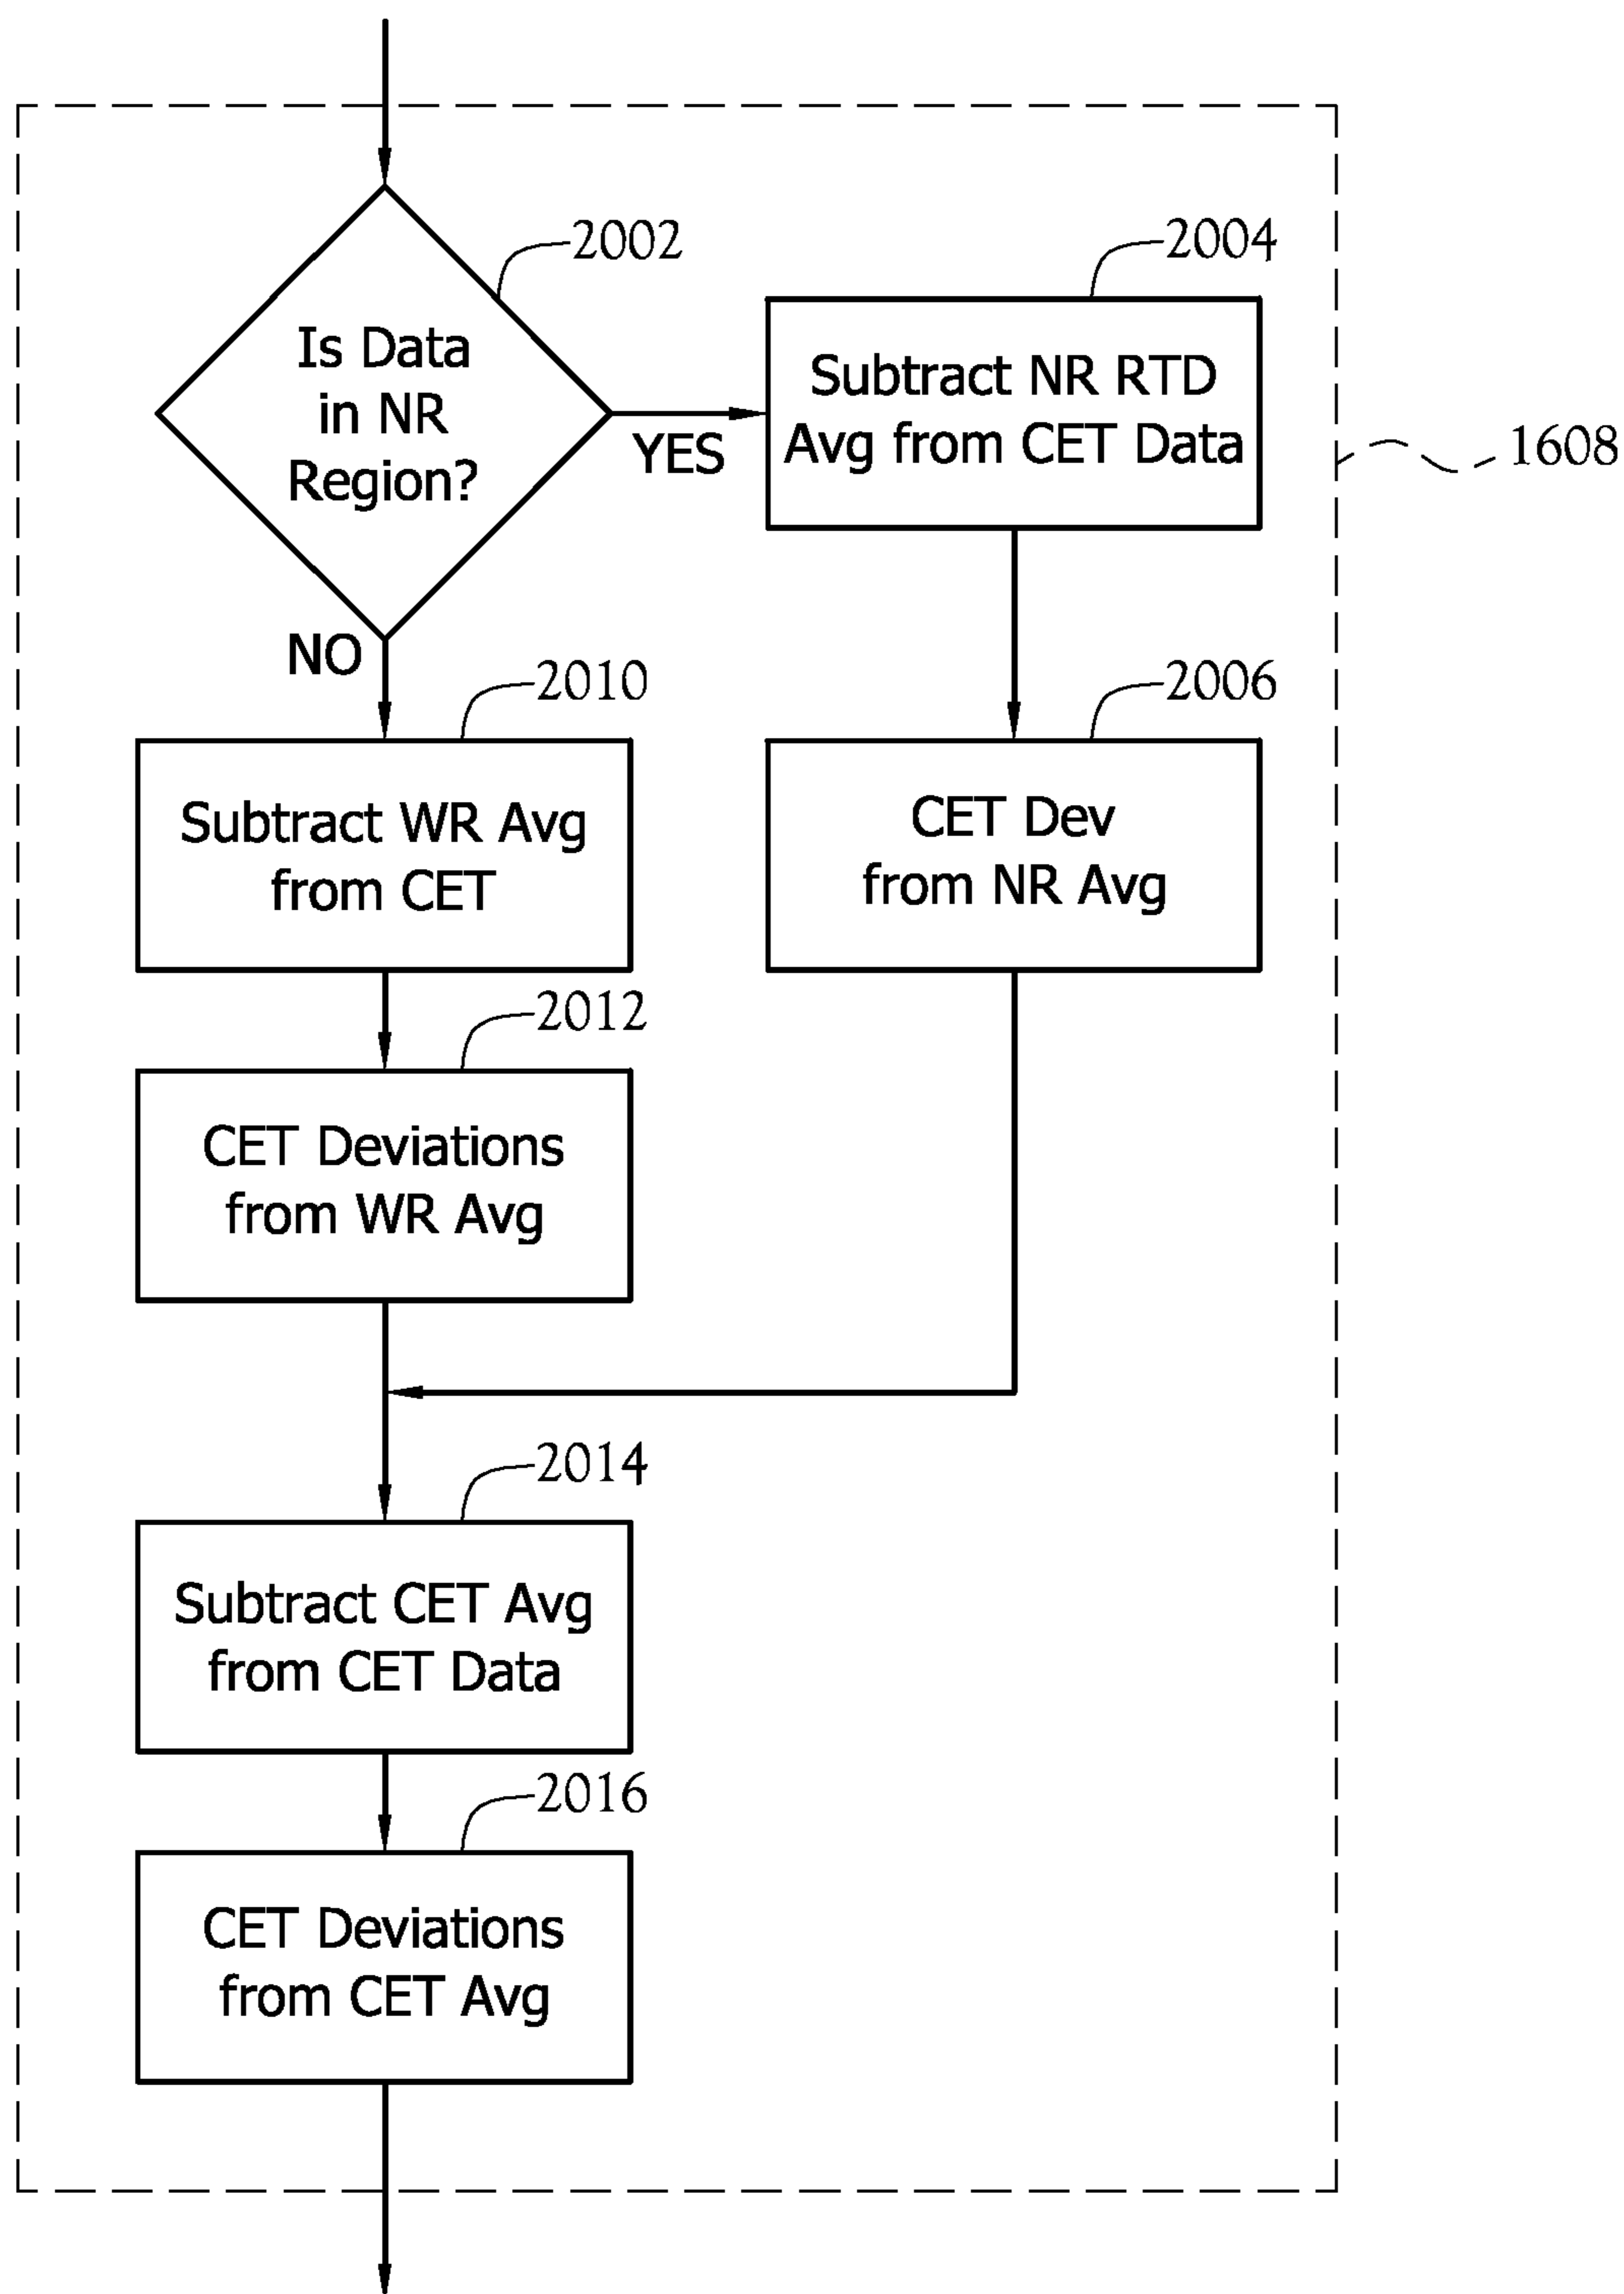 2002
Is Data
in NR
Region?
YES
NO
2004
Subtract NR RTD
Avg from CET Data
1608
2010
Subtract WR Avg
from CET
2006
CET Dev
from NR Avg
2012
CET Deviations
from WR Avg
2014
Subtract CET Avg
from CET Data
2016
CET Deviations
from CET Avg